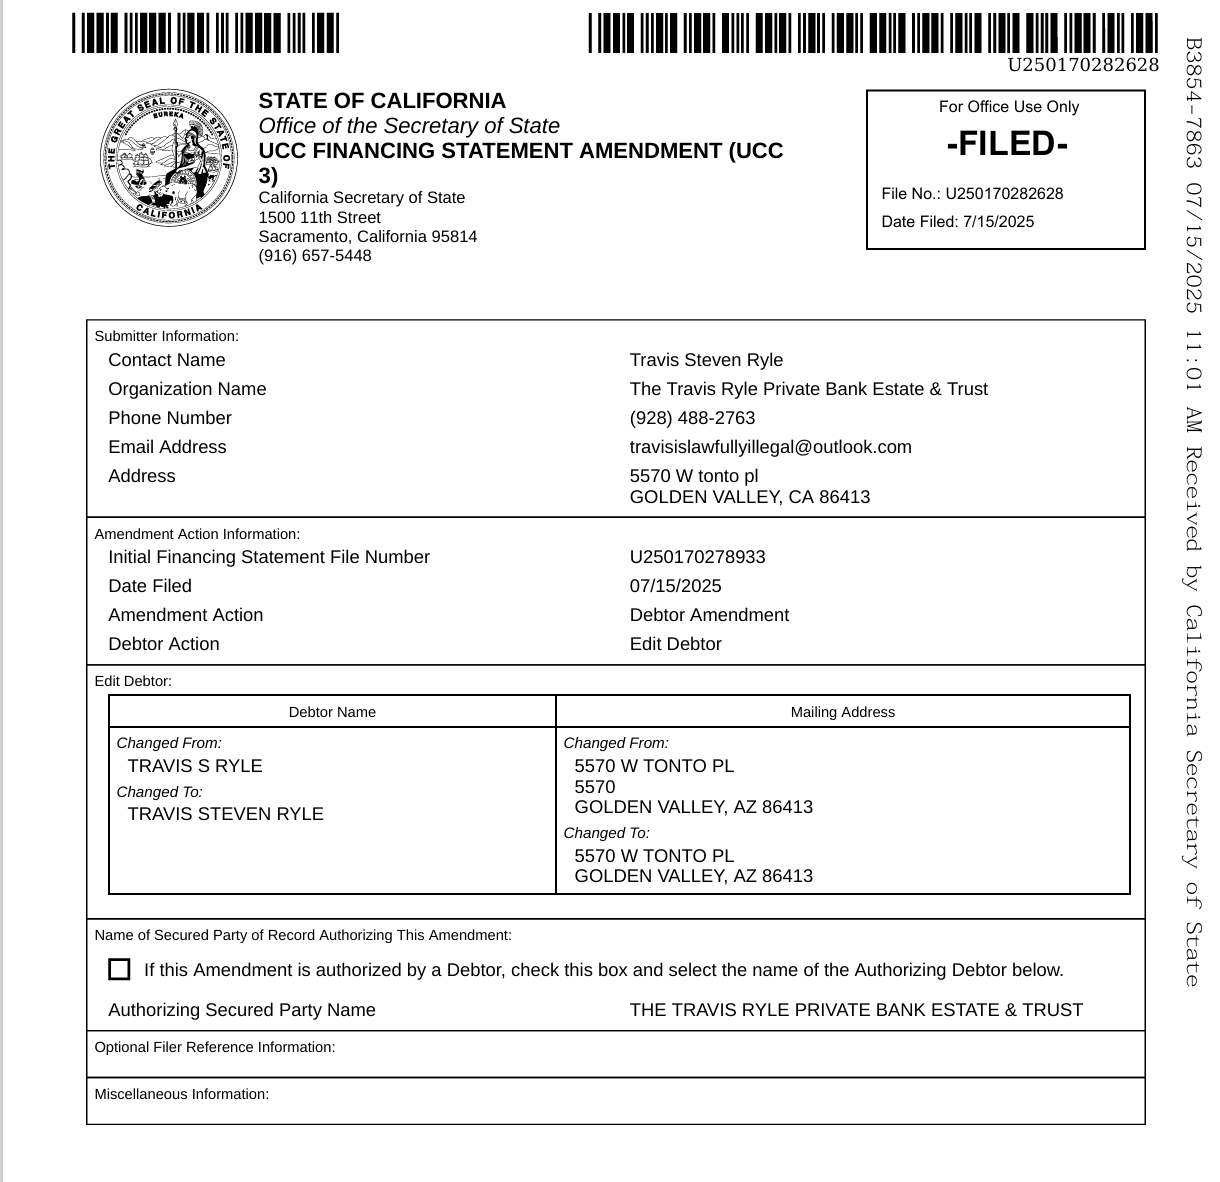 U250170282628
B3854-7863 07/15/2025 11:01 AM Received by California Secretary of State
THE GREAT SEAL OF THE STATE OF CALIFORNIA
EUREKA
STATE OF CALIFORNIA
Office of the Secretary of State
UCC FINANCING STATEMENT AMENDMENT (UCC
3)
California Secretary of State
1500 11th Street
Sacramento, California 95814
(916) 657-5448
For Office Use Only
-FILED-
File No.: U250170282628
Date Filed: 7/15/2025
Submitter Information:
Contact Name Travis Steven Ryle
Organization Name The Travis Ryle Private Bank Estate & Trust
Phone Number (928) 488-2763
Email Address travisislawfullyillegal@outlook.com
Address 5570 W tonto pl
GOLDEN VALLEY, CA 86413
Amendment Action Information:
Initial Financing Statement File Number U250170278933
Date Filed 07/15/2025
Amendment Action Debtor Amendment
Debtor Action Edit Debtor
Edit Debtor:
Debtor Name Mailing Address
Changed From:
TRAVIS S RYLE
Changed To:
TRAVIS STEVEN RYLE
Changed From:
5570 W TONTO PL
5570
GOLDEN VALLEY, AZ 86413
Changed To:
5570 W TONTO PL
GOLDEN VALLEY, AZ 86413
Name of Secured Party of Record Authorizing This Amendment:
If this Amendment is authorized by a Debtor, check this box and select the name of the Authorizing Debtor below.
Authorizing Secured Party Name THE TRAVIS RYLE PRIVATE BANK ESTATE & TRUST
Optional Filer Reference Information:
Miscellaneous Information: